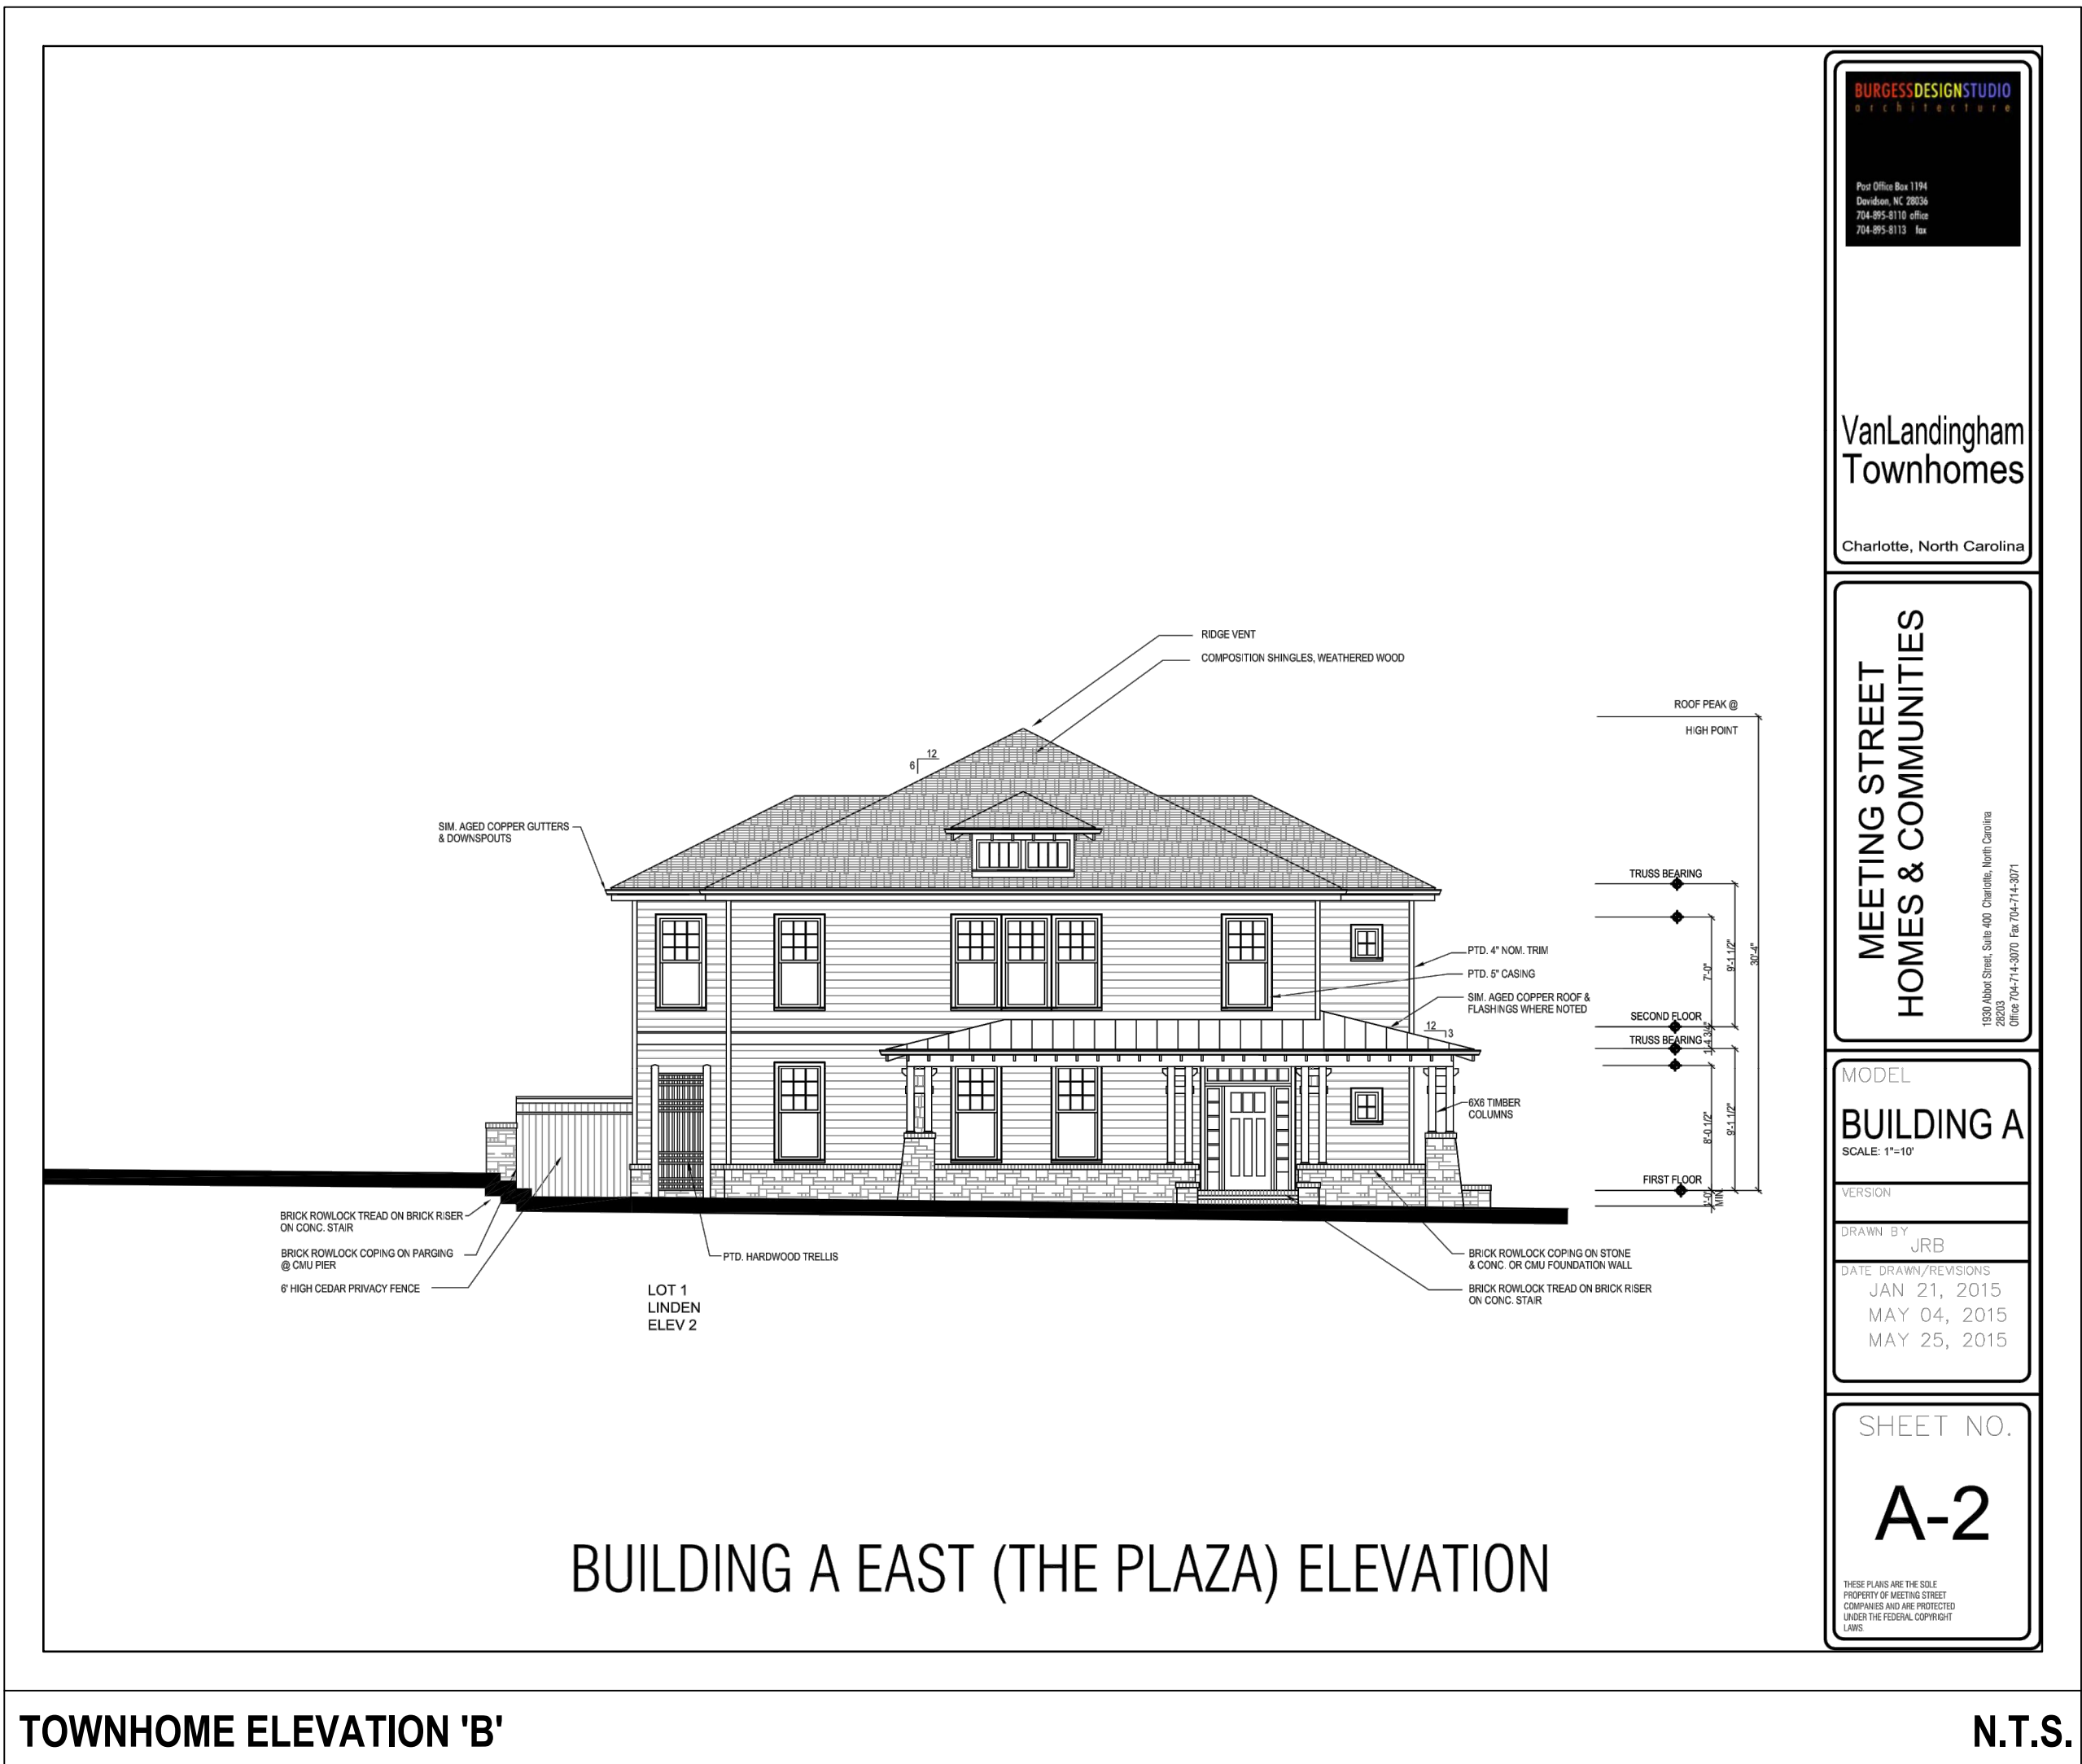 BURGESSDESIGNSTUDIO
architecture
Post Office Box 1194
Davidson, NC 28036
704-895-8110 office
704-895-8113 fax
VanLandingham
Townhomes
Charlotte, North Carolina
MEETING STREET
HOMES & COMMUNITIES
1930 Abbot Street, Suite 400 Charlotte, North Carolina
28203
Office 704-714-3070 Fax 704-714-3071
MODEL
BUILDING A
SCALE: 1"=10'
VERSION
DRAWN BY
JRB
DATE DRAWN/REVISIONS
JAN 21, 2015
MAY 04, 2015
MAY 25, 2015
SHEET NO.
A-2
THESE PLANS ARE THE SOLE
PROPERTY OF MEETING STREET
COMPANIES AND ARE PROTECTED
UNDER THE FEDERAL COPYRIGHT
LAWS.
RIDGE VENT
COMPOSITION SHINGLES, WEATHERED WOOD
12
6
SIM. AGED COPPER GUTTERS
& DOWNSPOUTS
ROOF PEAK @
HIGH POINT
TRUSS BEARING
PTD. 4" NOM. TRIM
PTD. 5" CASING
SIM. AGED COPPER ROOF &
FLASHINGS WHERE NOTED
12
3
7'-0"
9'-1 1/2"
30'-4"
SECOND FLOOR
1'-4 3/4"
TRUSS BEARING
6X6 TIMBER
COLUMNS
8'-0 1/2"
9'-1 1/2"
FIRST FLOOR
1'-0"
MIN.
BRICK ROWLOCK TREAD ON BRICK RISER
ON CONC. STAIR
BRICK ROWLOCK COPING ON PARGING
@ CMU PIER
6' HIGH CEDAR PRIVACY FENCE
PTD. HARDWOOD TRELLIS
LOT 1
LINDEN
ELEV 2
BRICK ROWLOCK COPING ON STONE
& CONC. OR CMU FOUNDATION WALL
BRICK ROWLOCK TREAD ON BRICK RISER
ON CONC. STAIR
BUILDING A EAST (THE PLAZA) ELEVATION
TOWNHOME ELEVATION 'B'
N.T.S.